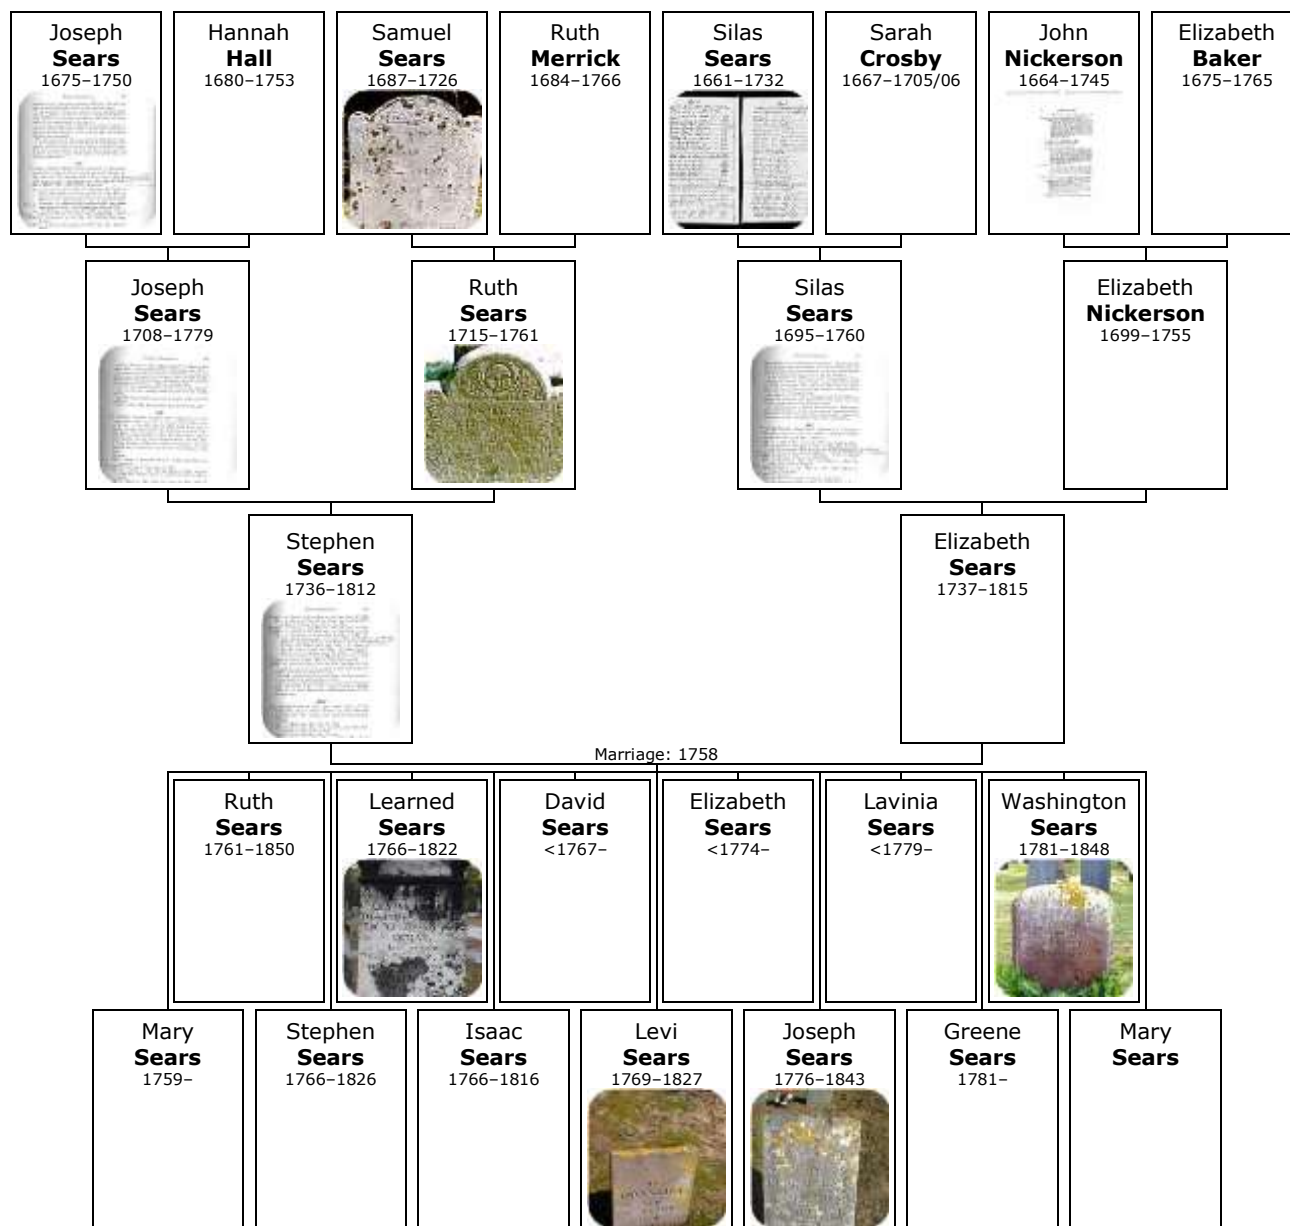 Joseph
Sears
1675–1750
Hannah
Hall
1680–1753
Samuel
Sears
1687–1726
Ruth
Merrick
1684–1766
Silas
Sears
1661–1732
Sarah
Crosby
1667–1705/06
John
Nickerson
1664–1745
Elizabeth
Baker
1675–1765
Joseph
Sears
1708–1779
Ruth
Sears
1715–1761
Silas
Sears
1695–1760
Elizabeth
Nickerson
1699–1755
Stephen
Sears
1736–1812
Elizabeth
Sears
1737–1815
Marriage: 1758
Ruth
Sears
1761–1850
Learned
Sears
1766–1822
David
Sears
<1767–
Elizabeth
Sears
<1774–
Lavinia
Sears
<1779–
Washington
Sears
1781–1848
Mary
Sears
1759–
Stephen
Sears
1766–1826
Isaac
Sears
1766–1816
Levi
Sears
1769–1827
Joseph
Sears
1776–1843
Greene
Sears
1781–
Mary
Sears